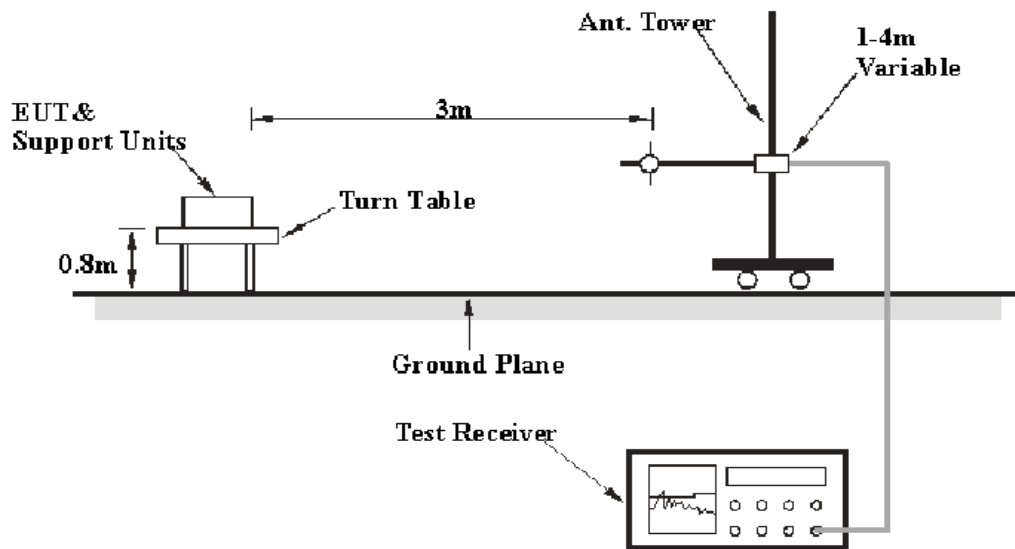 Ant. Tower
1-4m
Variable
EUT&
Support Units
3m
Turn Table
0.8m
Ground Plane
Test Receiver